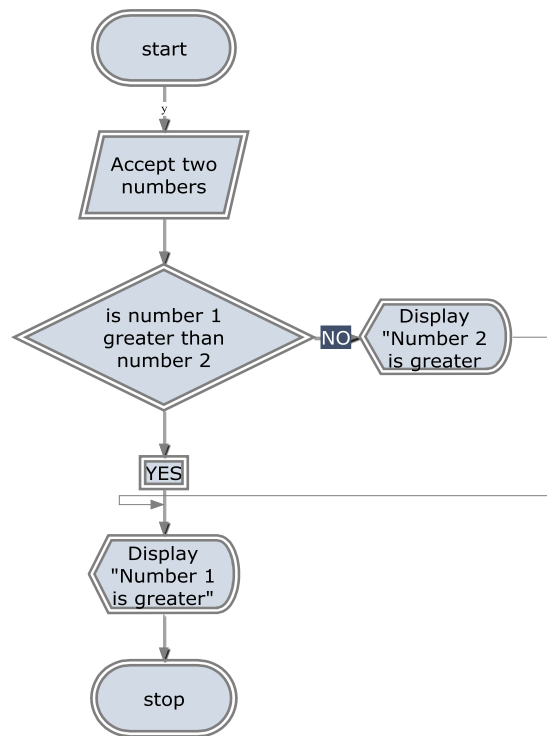 start
y
Accept two
numbers
is number 1
greater than
number 2
NO
Display
"Number 2
is greater
YES
Display
"Number 1
is greater"
stop